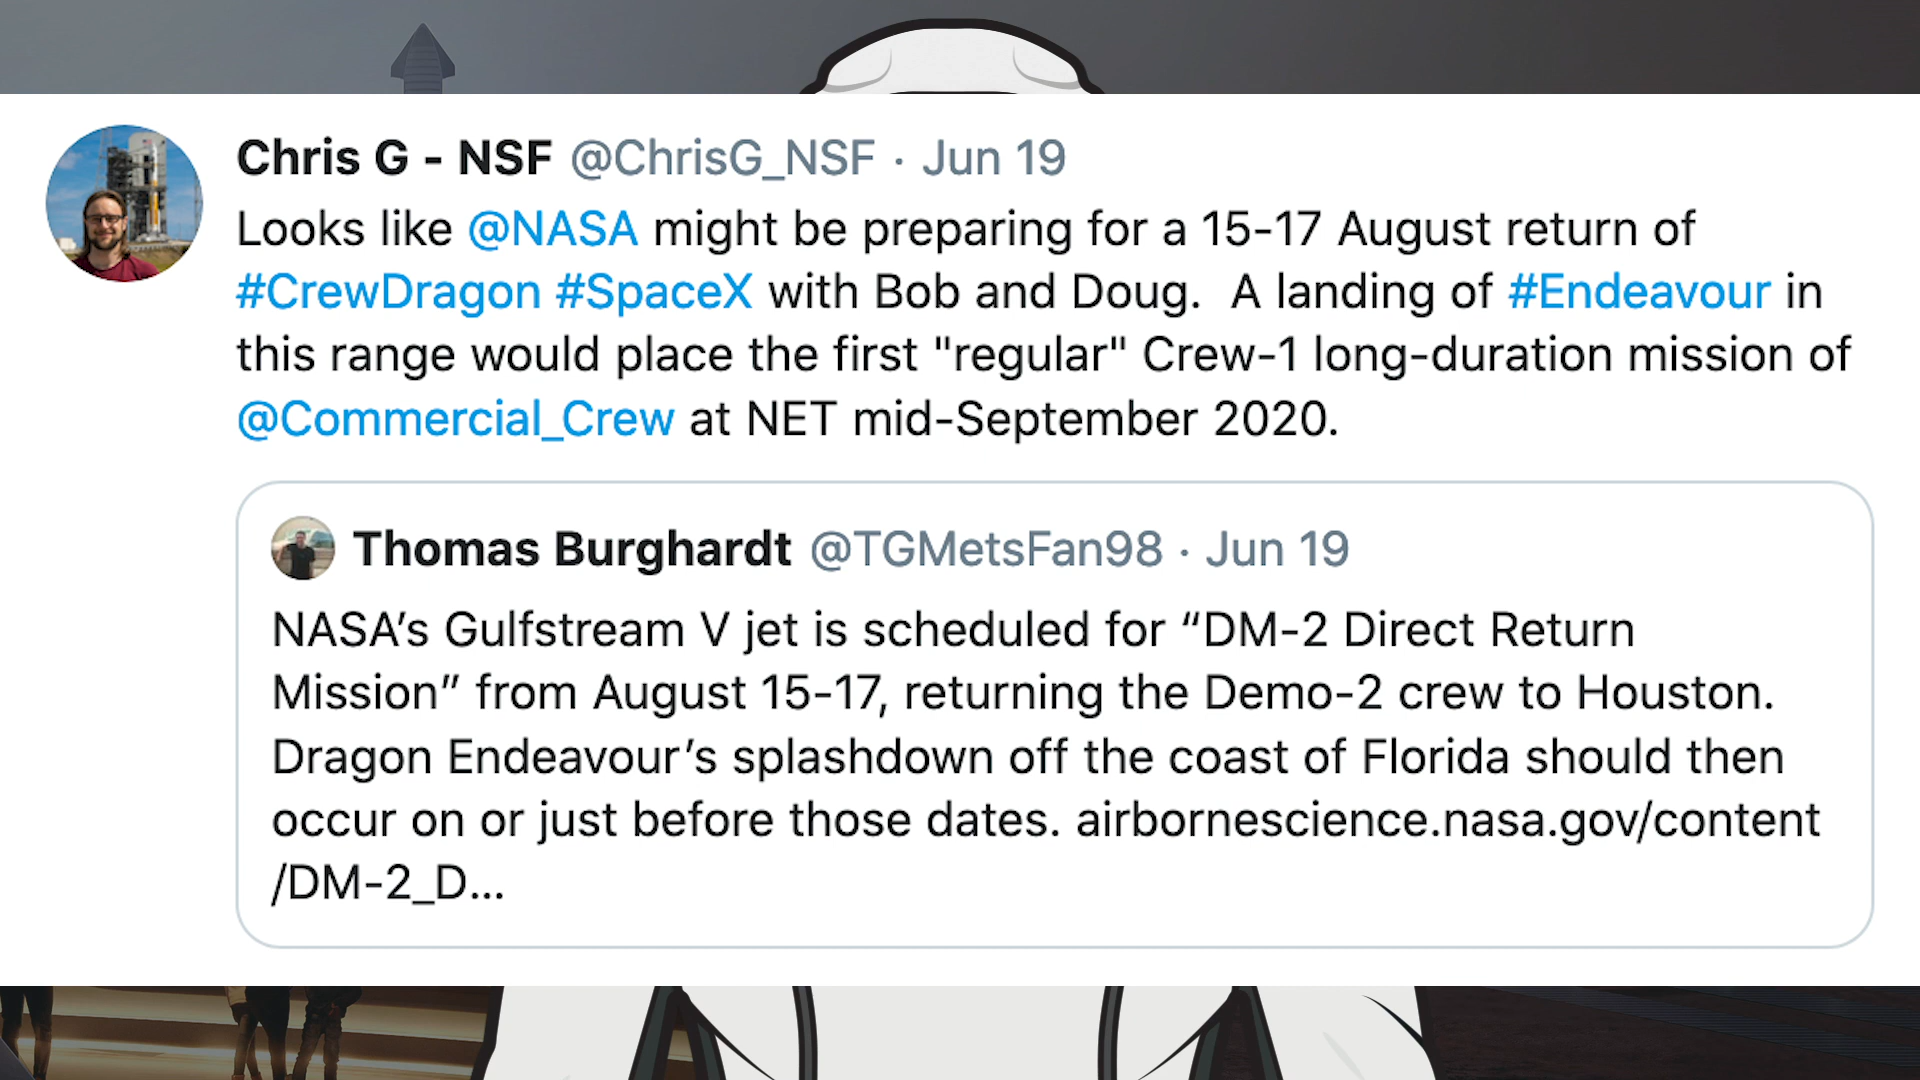 Chris G - NSF @ChrisG_NSF · Jun 19
Looks like @NASA might be preparing for a 15-17 August return of
#CrewDragon #SpaceX with Bob and Doug.  A landing of #Endeavour in
this range would place the first "regular" Crew-1 long-duration mission of
@Commercial_Crew at NET mid-September 2020.
Thomas Burghardt @TGMetsFan98 · Jun 19
NASA’s Gulfstream V jet is scheduled for “DM-2 Direct Return
Mission” from August 15-17, returning the Demo-2 crew to Houston.
Dragon Endeavour’s splashdown off the coast of Florida should then
occur on or just before those dates. airbornescience.nasa.gov/content
/DM-2_D...